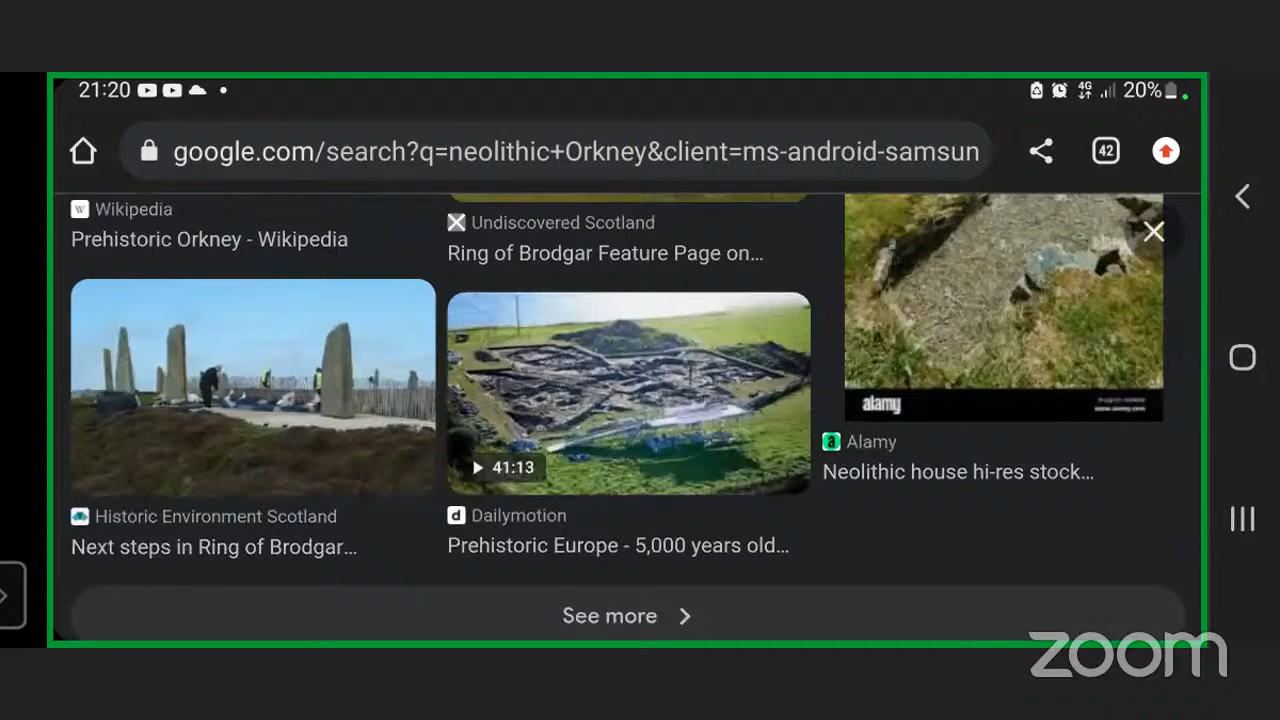 21:20
4G
20%
google.com/search?q=neolithic+Orkney&client=ms-android-samsun
42
W Wikipedia
Prehistoric Orkney - Wikipedia
Undiscovered Scotland
Ring of Brodgar Feature Page on...
alamy
Historic Environment Scotland
Next steps in Ring of Brodgar...
41:13
d Dailymotion
Prehistoric Europe - 5,000 years old...
a Alamy
Neolithic house hi-res stock...
See more
zoom